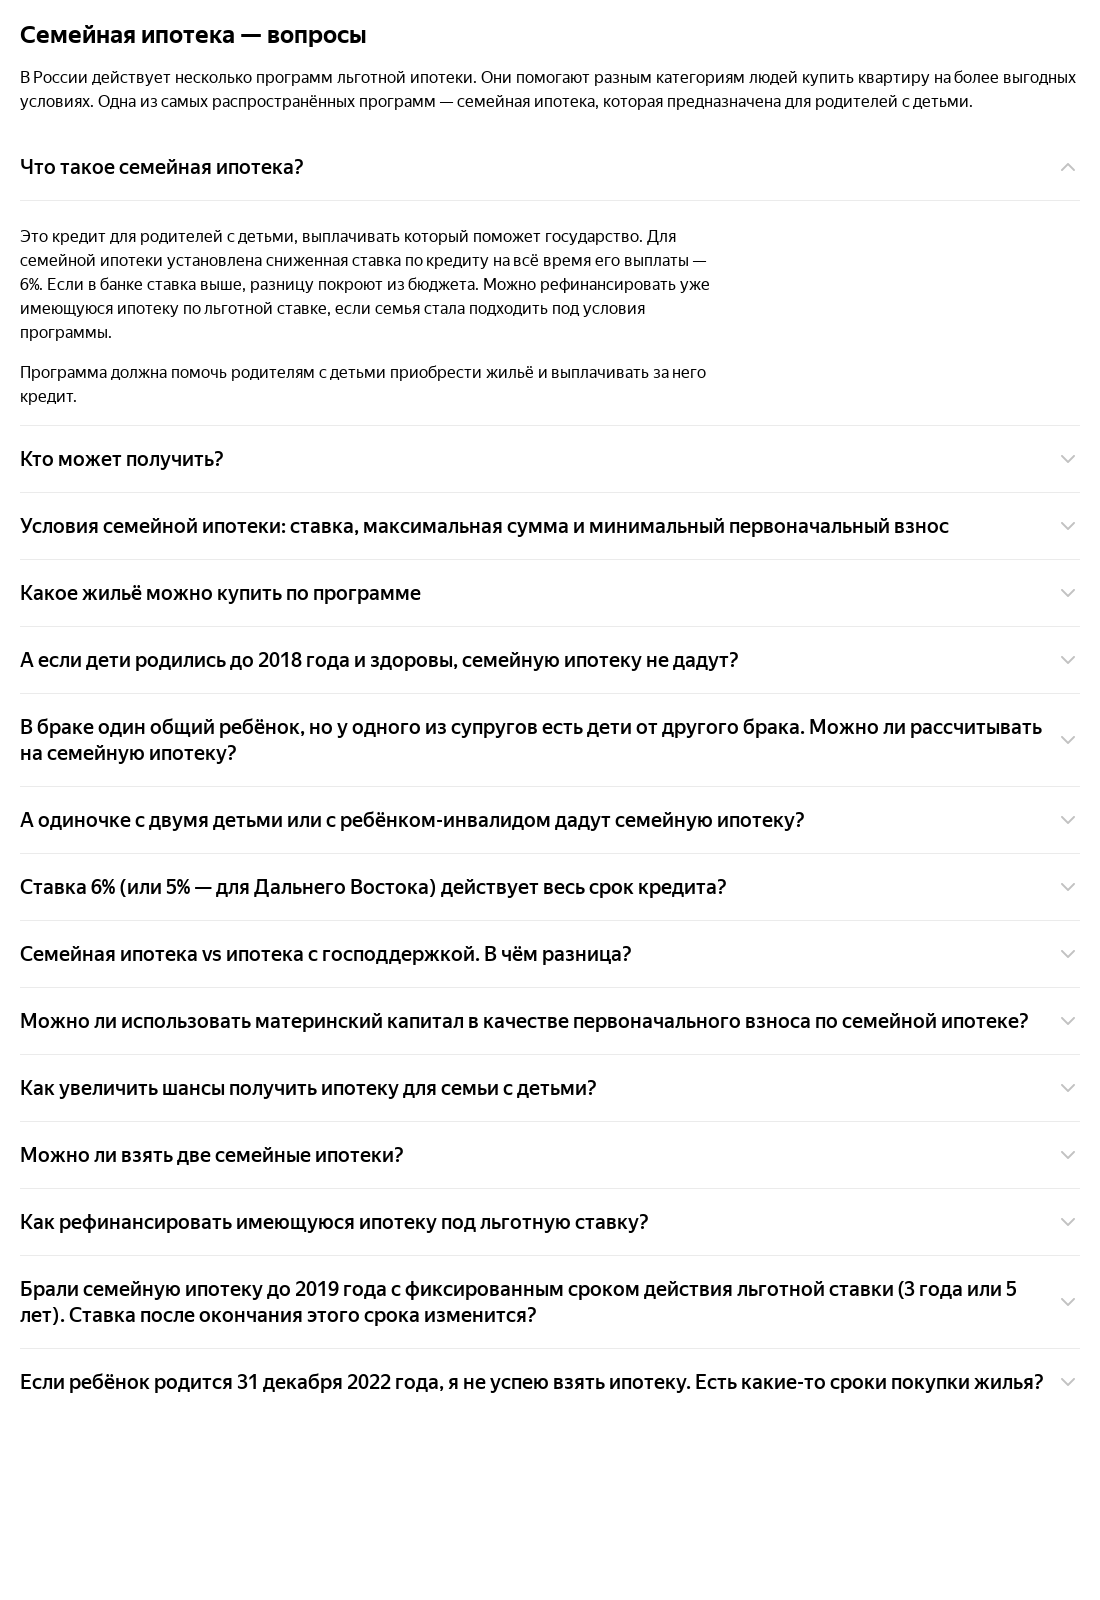 Семейная ипотека — вопросы
В России действует несколько программ льготной ипотеки. Они помогают разным категориям людей купить квартиру на более выгодных
условиях. Одна из самых распространённых программ — семейная ипотека, которая предназначена для родителей с детьми.
Что такое семейная ипотека?
Это кредит для родителей с детьми, выплачивать который поможет государство. Для
семейной ипотеки установлена сниженная ставка по кредиту на всё время его выплаты —
6%. Если в банке ставка выше, разницу покроют из бюджета. Можно рефинансировать уже
имеющуюся ипотеку по льготной ставке, если семья стала подходить под условия
программы.
Программа должна помочь родителям с детьми приобрести жильё и выплачивать за него
кредит.
Кто может получить?
Условия семейной ипотеки: ставка, максимальная сумма и минимальный первоначальный взнос
Какое жильё можно купить по программе
А если дети родились до 2018 года и здоровы, семейную ипотеку не дадут?
В браке один общий ребёнок, но у одного из супругов есть дети от другого брака. Можно ли рассчитывать
на семейную ипотеку?
А одиночке с двумя детьми или с ребёнком-инвалидом дадут семейную ипотеку?
Ставка 6% (или 5% — для Дальнего Востока) действует весь срок кредита?
Семейная ипотека vs ипотека с господдержкой. В чём разница?
Можно ли использовать материнский капитал в качестве первоначального взноса по семейной ипотеке?
Как увеличить шансы получить ипотеку для семьи с детьми?
Можно ли взять две семейные ипотеки?
Как рефинансировать имеющуюся ипотеку под льготную ставку?
Брали семейную ипотеку до 2019 года с фиксированным сроком действия льготной ставки (3 года или 5
лет). Ставка после окончания этого срока изменится?
Если ребёнок родится 31 декабря 2022 года, я не успею взять ипотеку. Есть какие-то сроки покупки жилья?